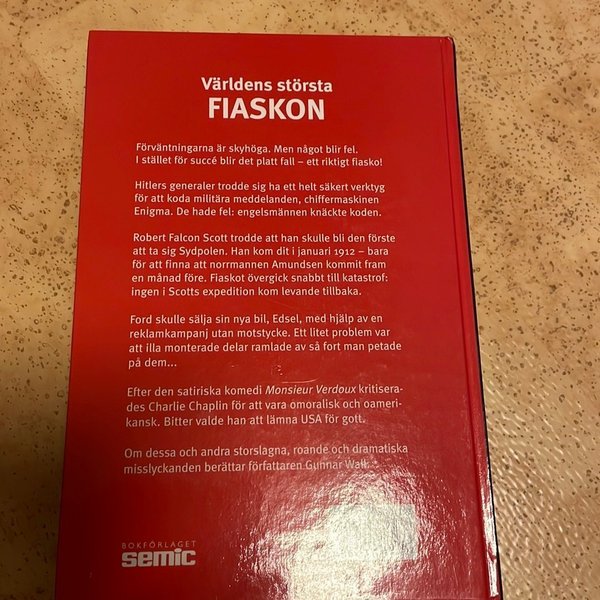 Världens största
FIASKON
Förväntningarna är skyhöga. Men något blir fel.
I stället för succé blir det platt fall – ett riktigt fiasko!
Hitlers generaler trodde sig ha ett helt säkert verktyg
för att koda militära meddelanden, chiffermaskinen
Enigma. De hade fel: engelsmännen knäckte koden.
Robert Falcon Scott trodde att han skulle bli den förste
att ta sig Sydpolen. Han kom dit i januari 1912 – bara
för att finna att norrmannen Amundsen kommit fram
en månad före. Fiaskot övergick snabbt till katastrof:
ingen i Scotts expedition kom levande tillbaka.
Ford skulle sälja sin nya bil, Edsel, med hjälp av en
reklamkampanj utan motstycke. Ett litet problem var
att illa monterade delar ramlade av så fort man petade
på dem...
Efter den satiriska komedi Monsieur Verdoux kritisera-
des Charlie Chaplin för att vara omoralisk och oameri-
kansk. Bitter valde han att lämna USA för gott.
Om dessa och andra storslagna, roande och dramatiska
misslyckanden berättar författaren Gunnar Wall.
BOKFÖRLAGET
semic